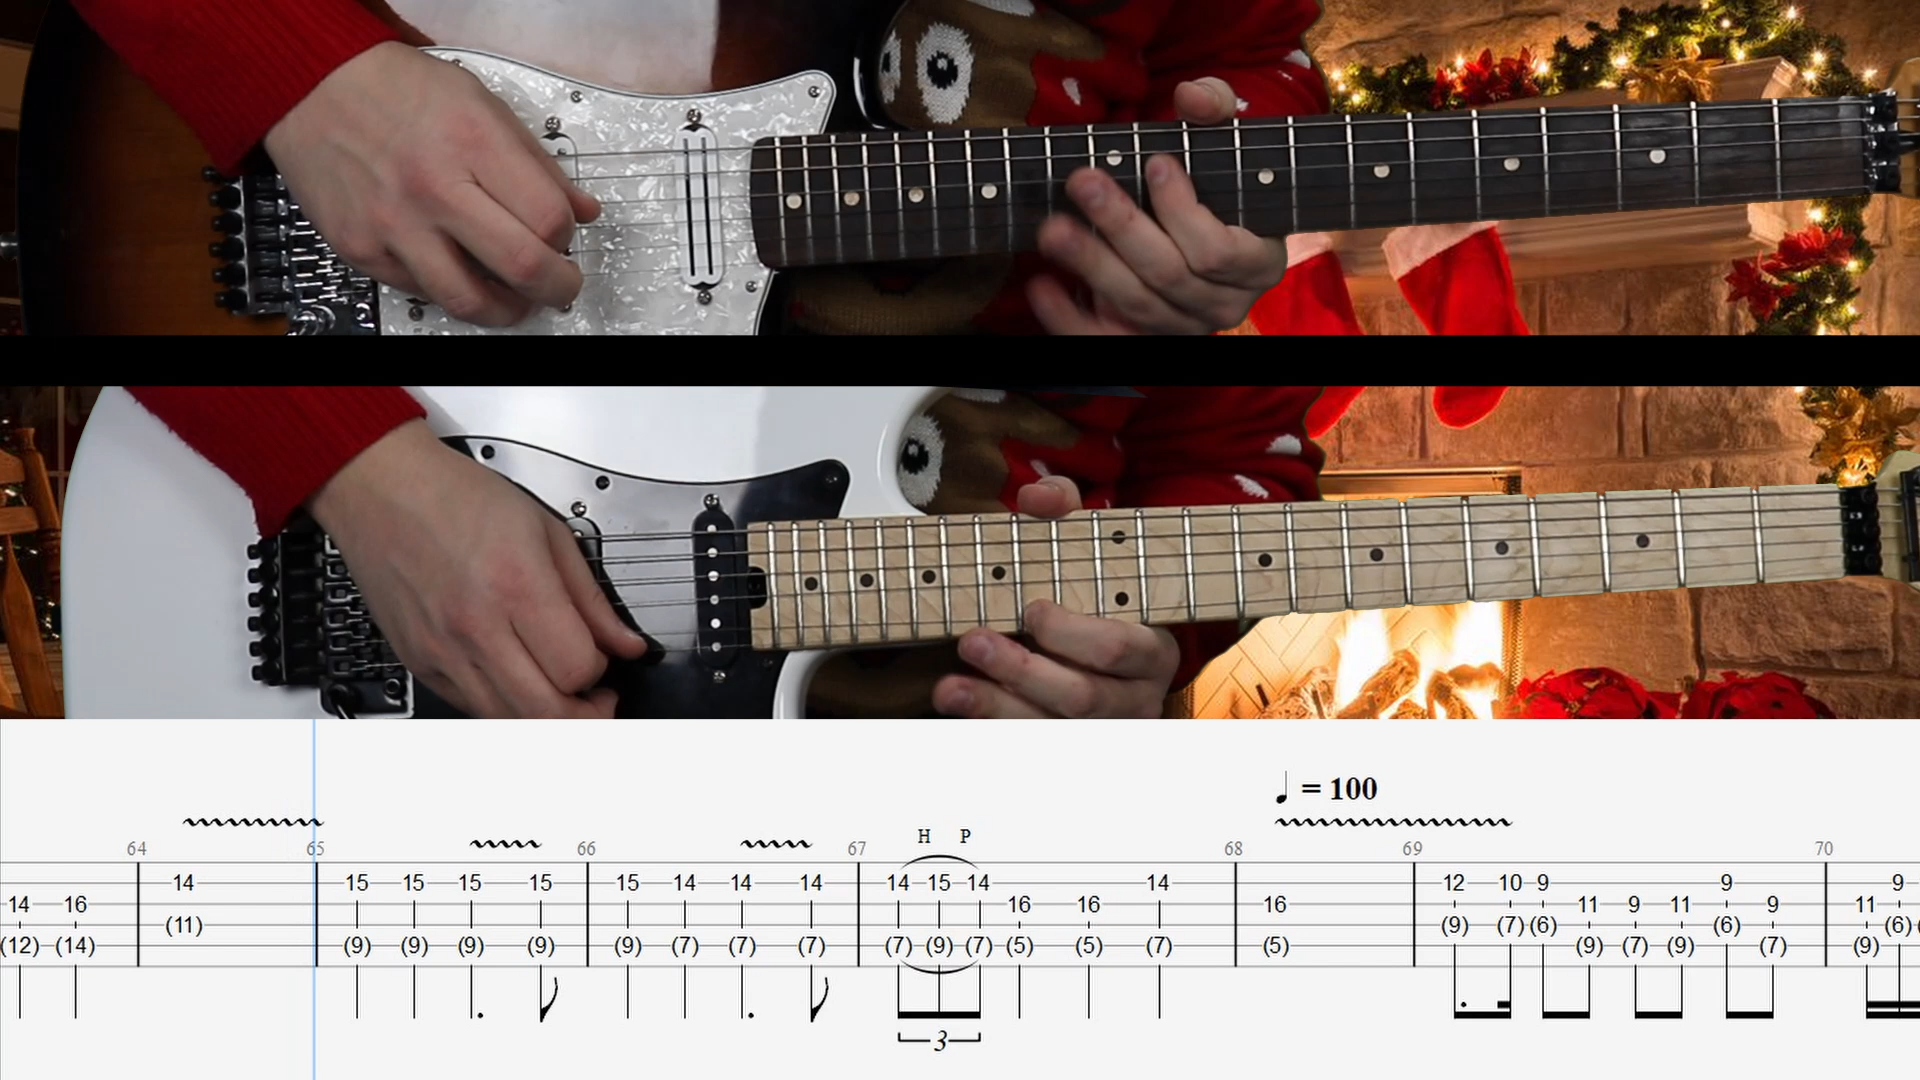 ♩ = 100
H P
64 65 66 67 68 69 70
14 15 15 15 15 15 14 14 14 14 15 14 14 12 10 9 9 9
14 16 16 16 16 11 9 11 9 11
(11) (9) (7) (6) (6) (6)
(12) (14) (9) (9) (9) (9) (9) (7) (7) (7) (7) (9) (7) (5) (5) (7) (5) (9) (7) (9) (7) (9)
3